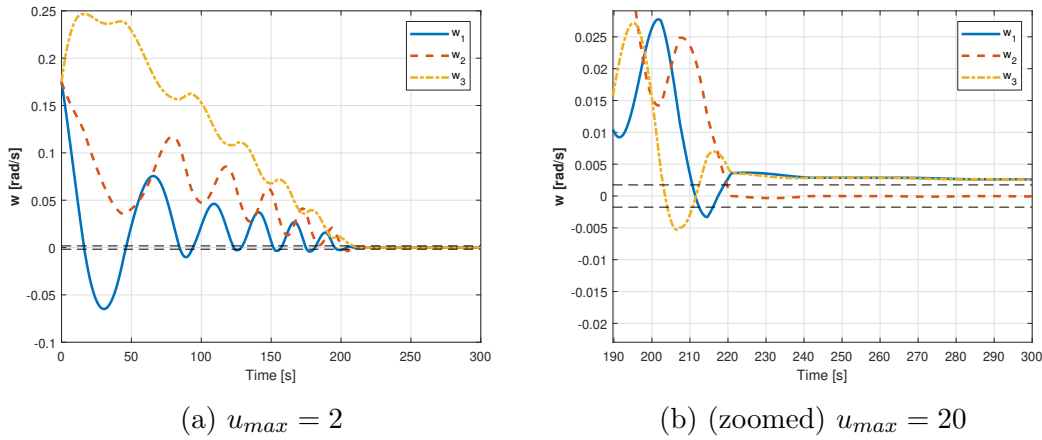 0.25
0.2
0.15
0.1
0.05
0
-0.05
-0.1
w [rad/s]
0 50 100 150 200 250 300
Time [s]
w1
w2
w3
(a) umax = 2
0.025
0.02
0.015
0.01
0.005
0
-0.005
-0.01
-0.015
-0.02
w [rad/s]
190 200 210 220 230 240 250 260 270 280 290 300
Time [s]
w1
w2
w3
(b) (zoomed) umax = 20